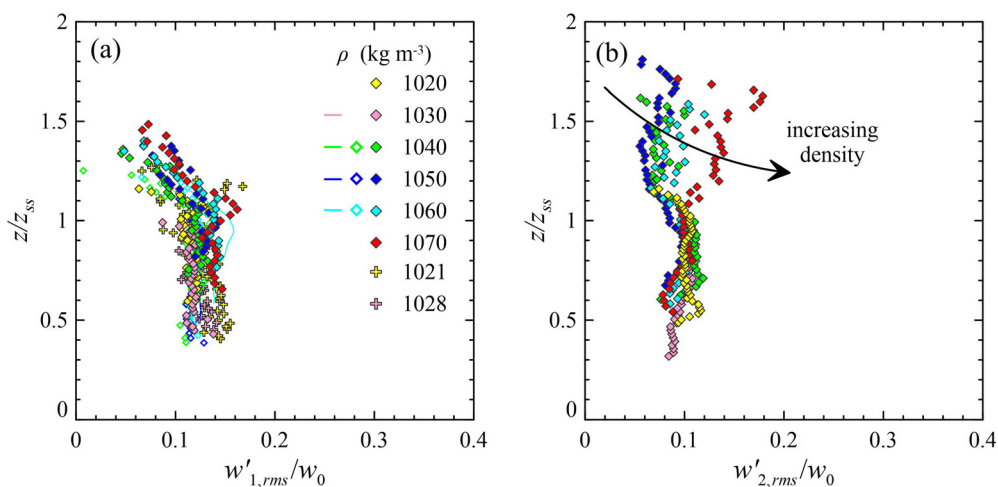 2
1.5
1
0.5
0
z/zss
(a)
ρ (kg m-3)
1020
1030
1040
1050
1060
1070
1021
1028
0 0.1 0.2 0.3 0.4
w′1,rms/w0
2
1.5
1
0.5
0
z/zss
(b)
increasing
density
0 0.1 0.2 0.3 0.4
w′2,rms/w0